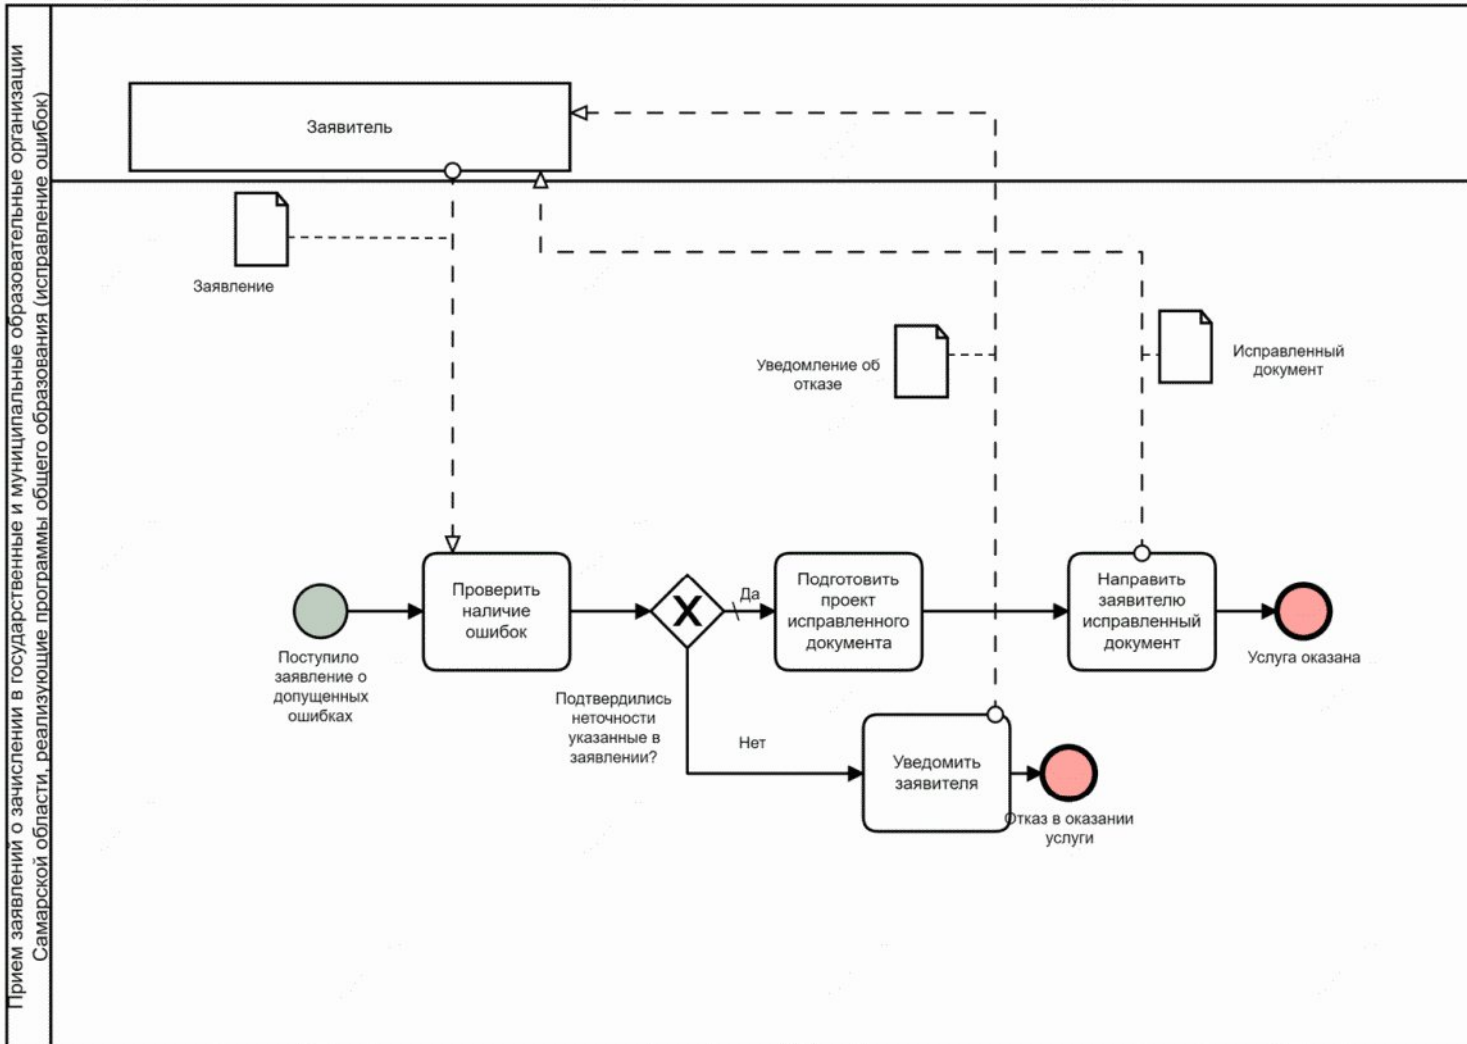 Прием заявлений о зачислении в государственные и муниципальные образовательные организации
Самарской области, реализующие программы общего образования (исправление ошибок)
Заявитель
Заявление
Уведомление об
отказе
Исправленный
документ
Поступило
заявление о
допущенных
ошибках
Проверить
наличие
ошибок
Подтвердились
неточности
указанные в
заявлении?
Да
Подготовить
проект
исправленного
документа
Направить
заявителю
исправленный
документ
Услуга оказана
Нет
Уведомить
заявителя
Отказ в оказании
услуги